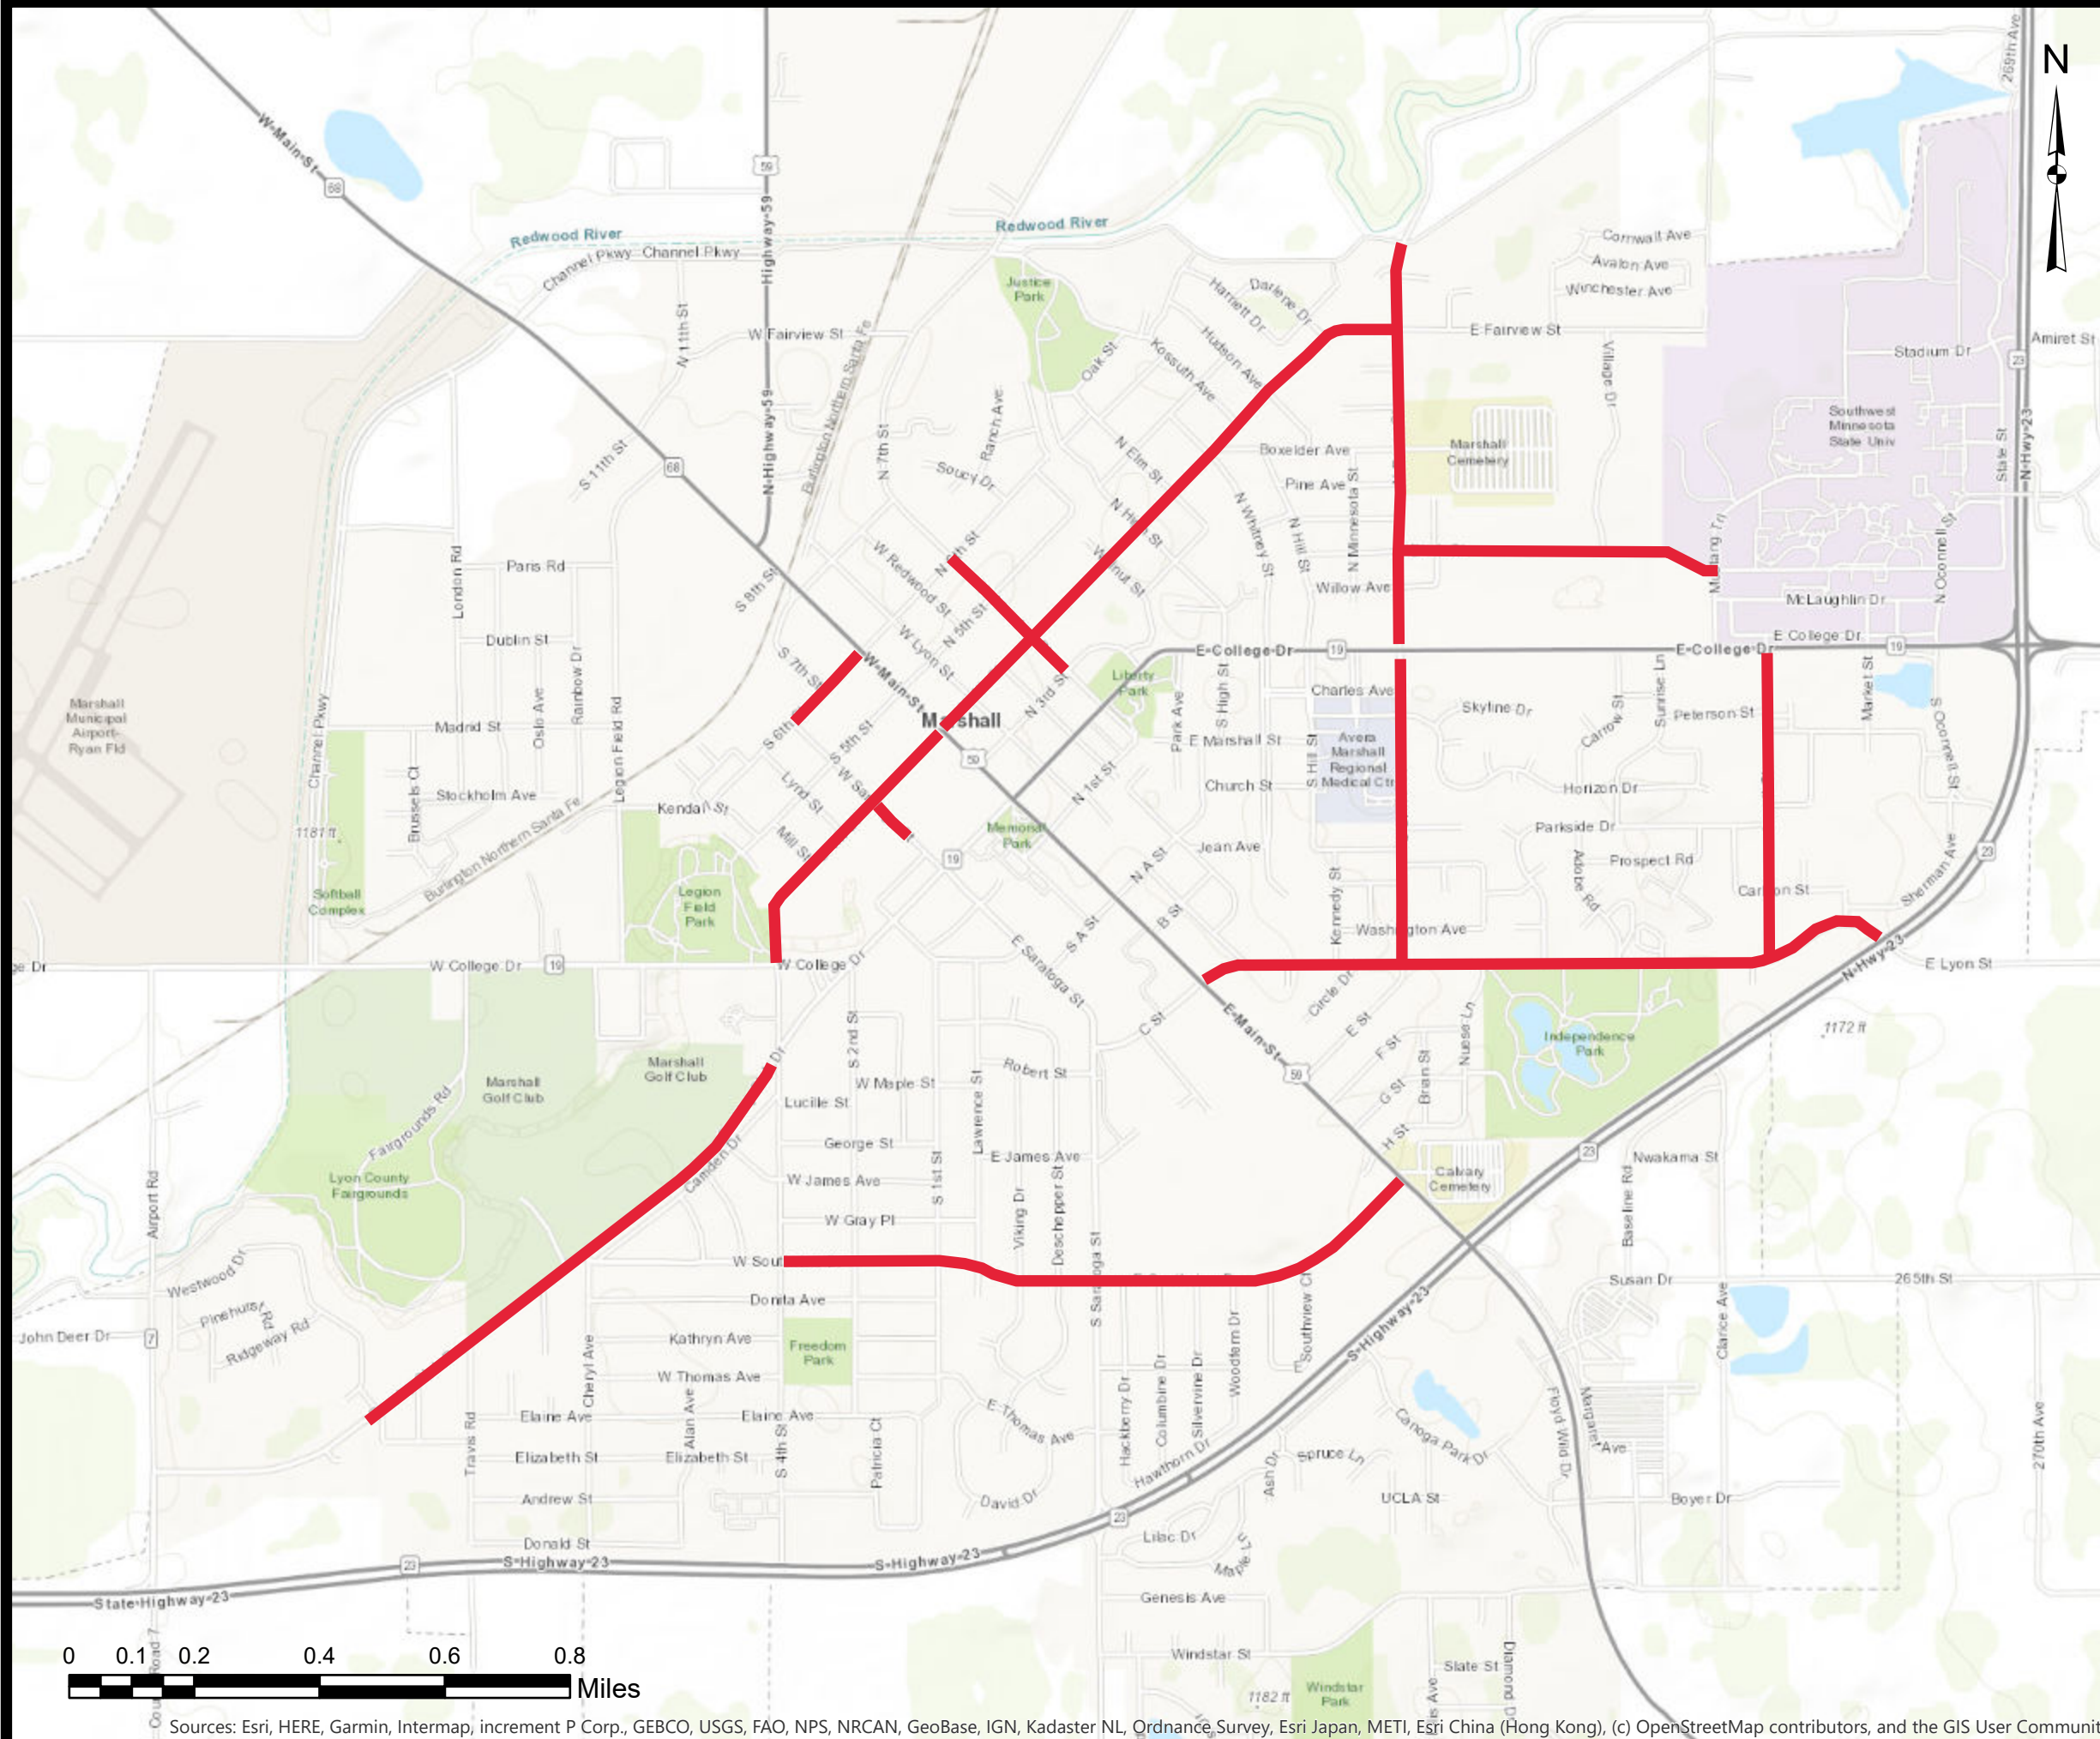 N
269th Ave
W-Main-St
68
59
Highway-59
Redwood River
Redwood River
Channel Pkwy
Channel Pkwy
Justice
Park
Harriett Dr
Darlene Dr
Cornwall Ave
Avalon Ave
Winchester Ave
N 11th St
W Fairview St
Burlington Northern Santa Fe
E Fairview St
Amiret St
Stadium Dr
23
Oak St
Kossuth Ave
Hudson Ave
Village Dr
N-Highway-59
Ranch Ave
N 7th St
Southwest
Minnesota
State Univ
State St
N-Hwy-23
S 11th St
68
Soucy Dr
N Elm St
Boxelder Ave
Marshall
Cemetery
Pine Ave
N Minnesota St
N Whitney St
N Hill St
Mustang Trl
N Oconnell St
London Rd
Paris Rd
S 8th St
W Redwood St
Willow Ave
McLaughlin Dr
Dublin St
N 5th St
W Lyon St
E College Dr
E-College-Dr
19
E-College-Dr
19
S 7th St
W-Main-St
Rainbow Dr
Oslo Ave
Legion Field Rd
Liberty
Park
N 3rd St
Park Ave
S High St
Charles Ave
Sunrise Ln
Market St
S Oconnell St
Skyline Dr
Carrow St
Peterson St
Marshall
Municipal
Airport-
Ryan Fld
Madrid St
Channel Pkwy
Marshall
S 5th St
59
E Marshall St
S Hill St
Avera
Marshall
Regional
Medical Ctr
Brussels Ct
Stockholm Ave
Kendall St
Lynd St
N 1st St
Church St
Horizon Dr
1181 ft
Mill St
Memorial
Park
Parkside Dr
Burlington Northern Santa Fe
19
Jean Ave
N A St
Prospect Rd
Adobe Rd
23
Sherman Ave
Softball
Complex
Legion
Field
Park
Kennedy St
S A St
B St
E Saratoga St
W College Dr
19
W College Dr
N-Hwy-23
E Lyon St
Circle Dr
C St
E-Main-St
E St
F St
Nuese Ln
Independence
Park
1172 ft
Marshall
Golf Club
Marshall
Golf Club
S 2nd St
Robert St
W Maple St
59
G St
Brian St
Lucille St
Lawrence St
Fairgrounds Rd
Camden Dr
George St
H St
23
Nwakama St
Lyon County
Fairgrounds
E James Ave
Calvary
Cemetery
W James Ave
S 1st St
Airport Rd
Viking Dr
Deschepper St
W Gray Pl
Baseline Rd
Westwood Dr
Susan Dr
265th St
Pinehurst Rd
Donita Ave
S Saratoga St
Southview Ct
S-Highway-23
Clarice Ave
John Deer Dr
7
Ridgeway Rd
Kathryn Ave
Freedom
Park
Woodfern Dr
Cheryl Ave
W Thomas Ave
Hackberry Dr
Columbine Dr
Silvervine Dr
Elaine Ave
Alan Ave
Elaine Ave
E Thomas Ave
Canoga Park Dr
Floyd Wild Dr
Margaret Ave
270th Ave
Travis Rd
S 4th St
Patricia Ct
Elizabeth St
Elizabeth St
Hawthorn Dr
Ash Dr
Spruce Ln
Andrew St
David Dr
UCLA St
Boyer Dr
23
Donald St
Lilac Dr
Maple Ln
23
S-Highway-23
S-Highway-23
State-Highway-23
Genesis Ave
Windstar St
Slate St
1182 ft
Windstar
Park
0 0.1 0.2 0.4 0.6 0.8
Miles
Sources: Esri, HERE, Garmin, Intermap, increment P Corp., GEBCO, USGS, FAO, NPS, NRCAN, GeoBase, IGN, Kadaster NL, Ordnance Survey, Esri Japan, METI, Esri China (Hong Kong), (c) OpenStreetMap contributors, and the GIS User Communit